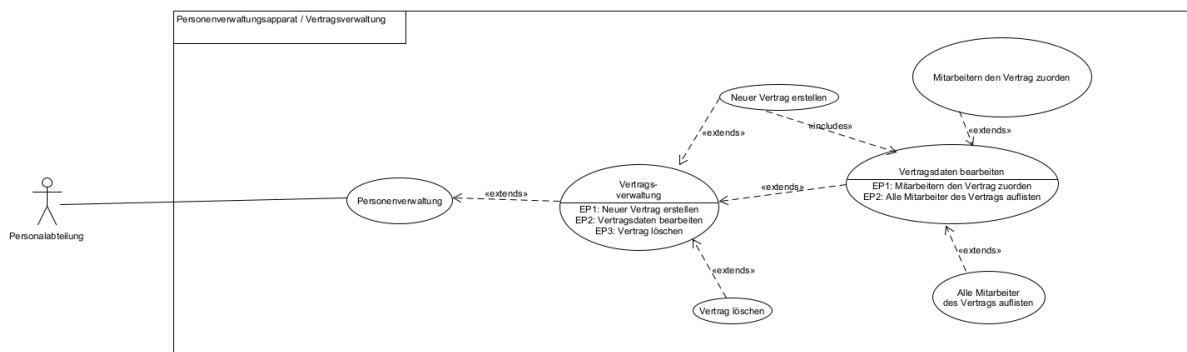 Personenverwaltungsapparat / Vertragsverwaltung
Mitarbeitern den Vertrag zuorden
Neuer Vertrag erstellen
«extends»
«includes»
«extends»
Vertragsdaten bearbeiten
EP1: Mitarbeitern den Vertrag zuorden
EP2: Alle Mitarbeiter des Vertrags auflisten
Vertrags-
verwaltung
EP1: Neuer Vertrag erstellen
EP2: Vertragsdaten bearbeiten
EP3: Vertrag löschen
«extends»
«extends»
Personenverwaltung
Personalabteilung
«extends»
«extends»
Vertrag löschen
Alle Mitarbeiter
des Vertrags auflisten